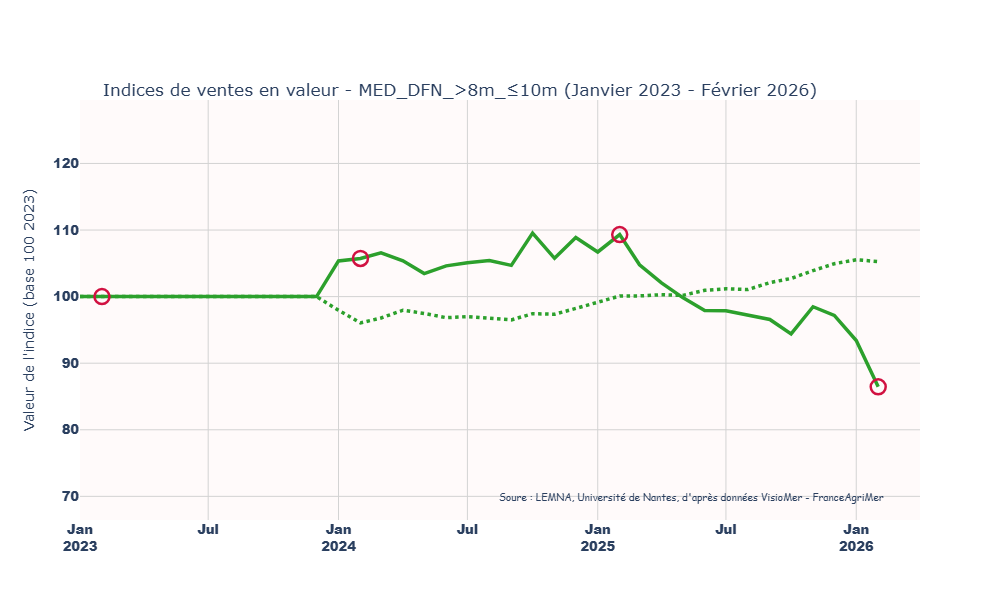 Indices de ventes en valeur - MED_DFN_>8m_≤10m (Janvier 2023 - Février 2026)
Valeur de l'indice (base 100 2023)
120
110
100
90
80
70
Soure : LEMNA, Université de Nantes, d'après données VisioMer - FranceAgriMer
Jan Jul Jan Jul Jan Jul Jan
2023 2024 2025 2026